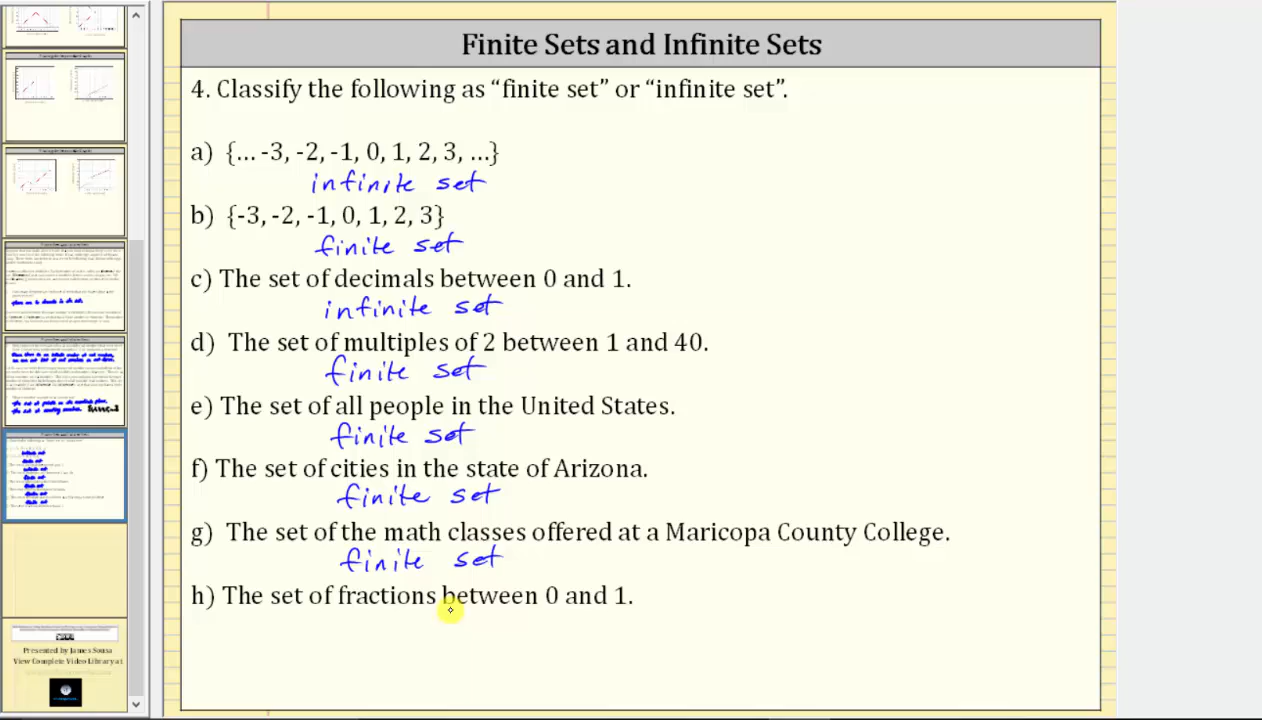 Finite Sets and Infinite Sets
4. Classify the following as “finite set” or “infinite set”.
a) {... -3, -2, -1, 0, 1, 2, 3, ...}
infinite set
b) {-3, -2, -1, 0, 1, 2, 3}
finite set
c) The set of decimals between 0 and 1.
infinite set
d) The set of multiples of 2 between 1 and 40.
finite set
e) The set of all people in the United States.
finite set
f) The set of cities in the state of Arizona.
finite set
g) The set of the math classes offered at a Maricopa County College.
finite set
h) The set of fractions between 0 and 1.
Presented by James Sousa
View Complete Video Library at